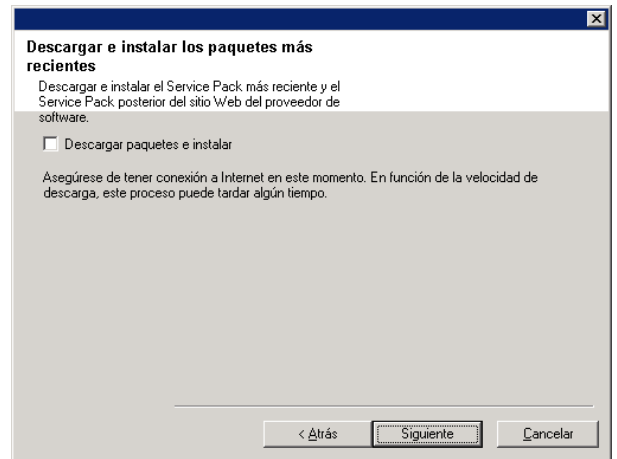 Descargar e instalar los paquetes más
recientes
Descargar e instalar el Service Pack más reciente y el
Service Pack posterior del sitio Web del proveedor de
software.
Descargar paquetes e instalar
Asegúrese de tener conexión a Internet en este momento. En función de la velocidad de
descarga, este proceso puede tardar algún tiempo.
< Atrás
Siguiente
Cancelar